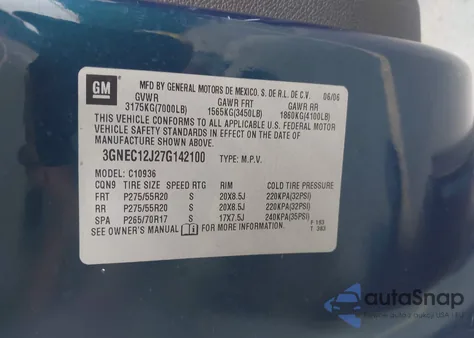 GM
MFD BY GENERAL MOTORS DE MEXICO, S. DE R.L. DE C.V. 06/06
GVWR GAWR FRT GAWR RR
3175KG(7000LB) 1565KG(3450LB) 1860KG(4100LB)
THIS VEHICLE CONFORMS TO ALL APPLICABLE U.S. FEDERAL MOTOR
VEHICLE SAFETY STANDARDS IN EFFECT ON THE DATE OF
MANUFACTURE SHOWN ABOVE.
3GNEC12J27G142100 TYPE: M.P.V.
MODEL: C10936
CQN9 TIRE SIZE SPEED RTG RIM COLD TIRE PRESSURE
FRT P275/55R20 S 20X8.5J 220KPA(32PSI)
RR P275/55R20 S 20X8.5J 220KPA(32PSI)
SPA P265/70R17 S 17X7.5J 240KPA(35PSI)
SEE OWNER'S MANUAL FOR MORE INFORMATION.
F 153
T 383
autaSnap